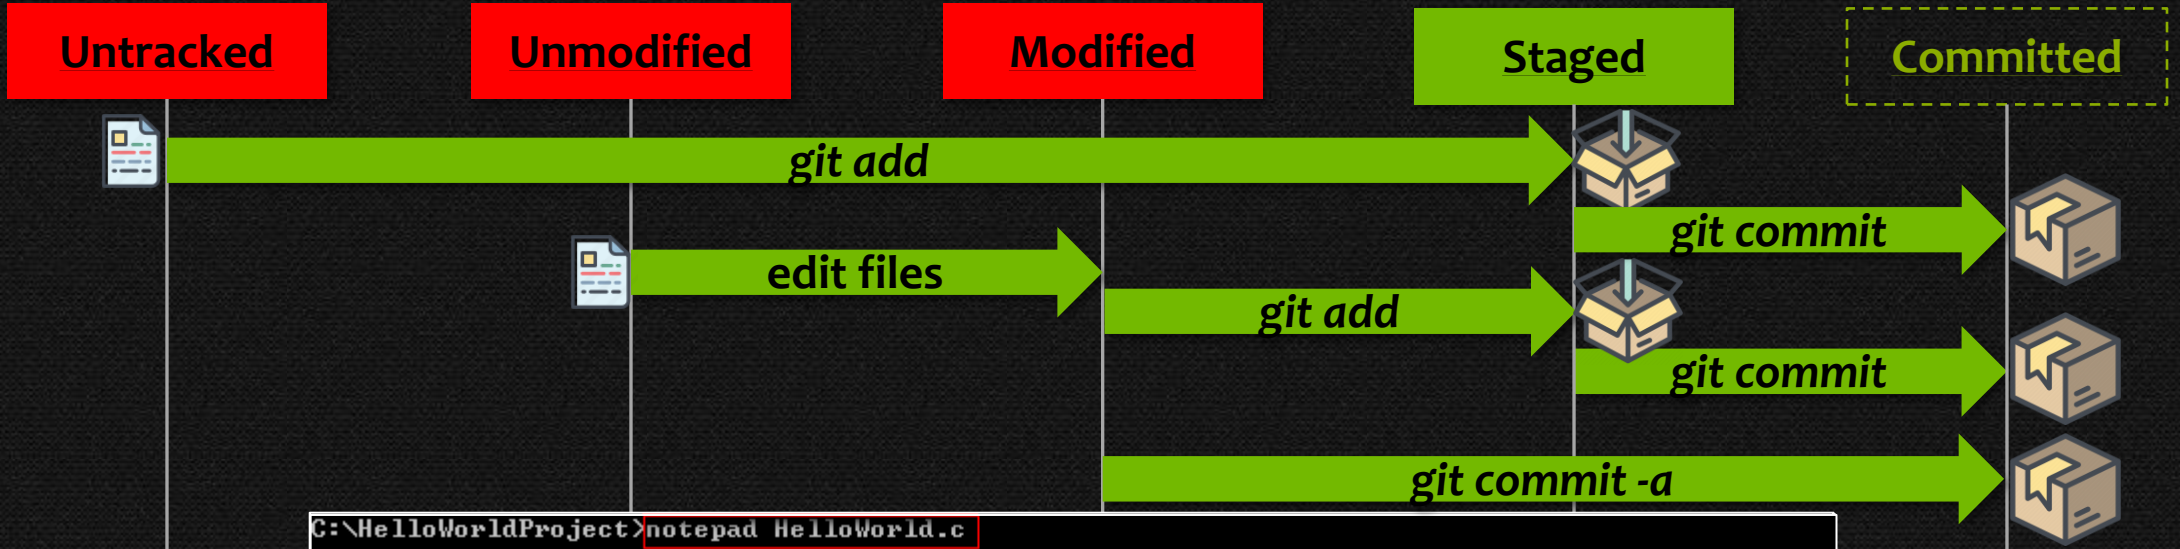 Untracked
Unmodified
Modified
Staged
Committed
git add
git commit
edit files
git add
git commit
git commit -a
C:\HelloWorldProject>notepad HelloWorld.c